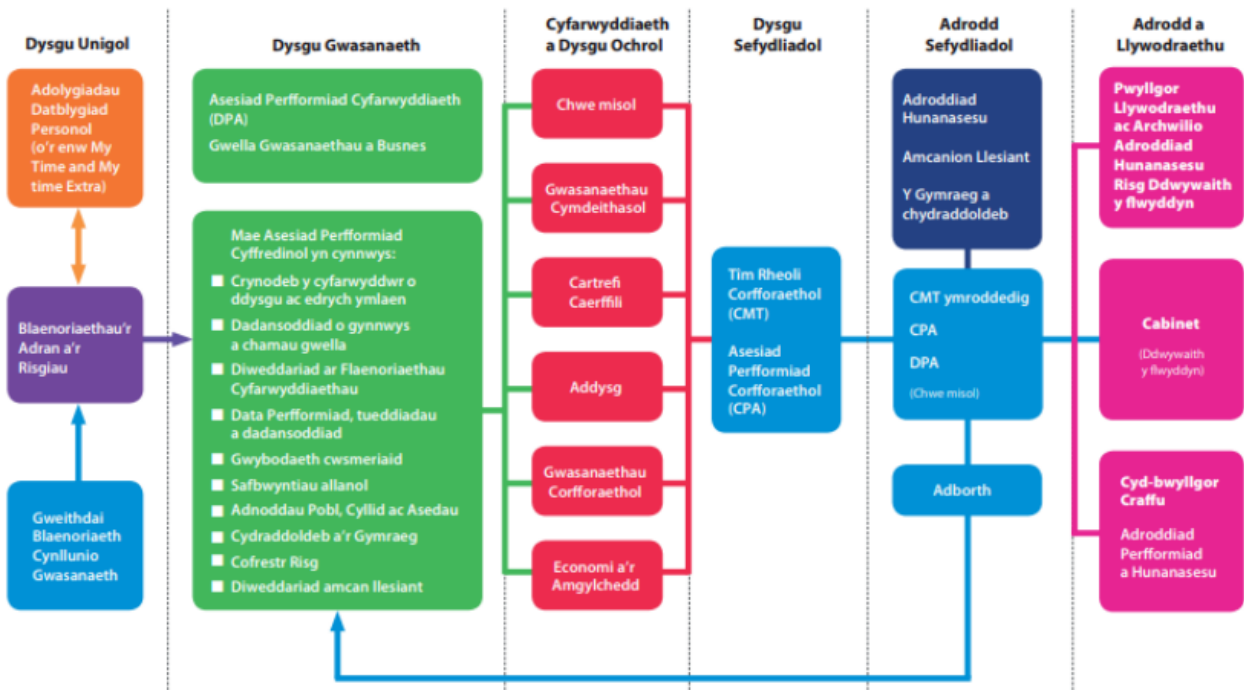 Dysgu Unigol
Adolygiadau
Datblygiad
Personol
(o'r enw My
Time and My
time Extra)
Blaenoriaethau'r
Adran a'r
Risgiau
Gweithdai
Blaenoriaeth
Cynllunio
Gwasanaeth
Dysgu Gwasanaeth
Asesiad Perfformiad Cyfarwyddiaeth
(DPA)
Gwella Gwasanaethau a Busnes
Mae Asesiad Perfformiad
Cyffredinol yn cynnwys:
Crynodeb y cyfarwyddwr o
ddysgu ac edrych ymlaen
Dadansoddiad o gynnwys
a chamau gwella
Diweddariad ar Flaenoriaethau
Cyfarwyddiaethau
Data Perfformiad, tueddiadau
a dadansoddiad
Gwybodaeth cwsmeriaid
Safbwyntiau allanol
Adnoddau Pobl, Cyllid ac Asedau
Cydraddoldeb a'r Gymraeg
Cofrestr Risg
Diweddariad amcan llesiant
Cyfarwyddiaeth
a Dysgu Ochrol
Chwe misol
Gwasanaethau
Cymdeithasol
Cartrefi
Caerffili
Addysg
Gwasanaethau
Corfforaethol
Economi a'r
Amgylchedd
Dysgu
Sefydliadol
Tim Rheoli
Corfforaethol
(CMT)
Asesiad
Perfformiad
Corfforaethol
(CPA)
Adrodd
Sefydliadol
Adroddiad
Hunanasesu
Amcanion Llesiant
Y Gymraeg a
chydraddoldeb
CMT ymroddedig
CPA
DPA
(Chwe misol)
Adborth
Adrodd a
Llywodraethu
Pwyllgor
Llywodraethu
ac Archwilio
Adroddiad
Hunanasesu
Risg Ddwywaith
y flwyddyn
Cabinet
(Ddwywaith
y flwyddyn)
Cyd-bwyllgor
Craffu
Adroddiad
Perfformiad
a Hunanasesu